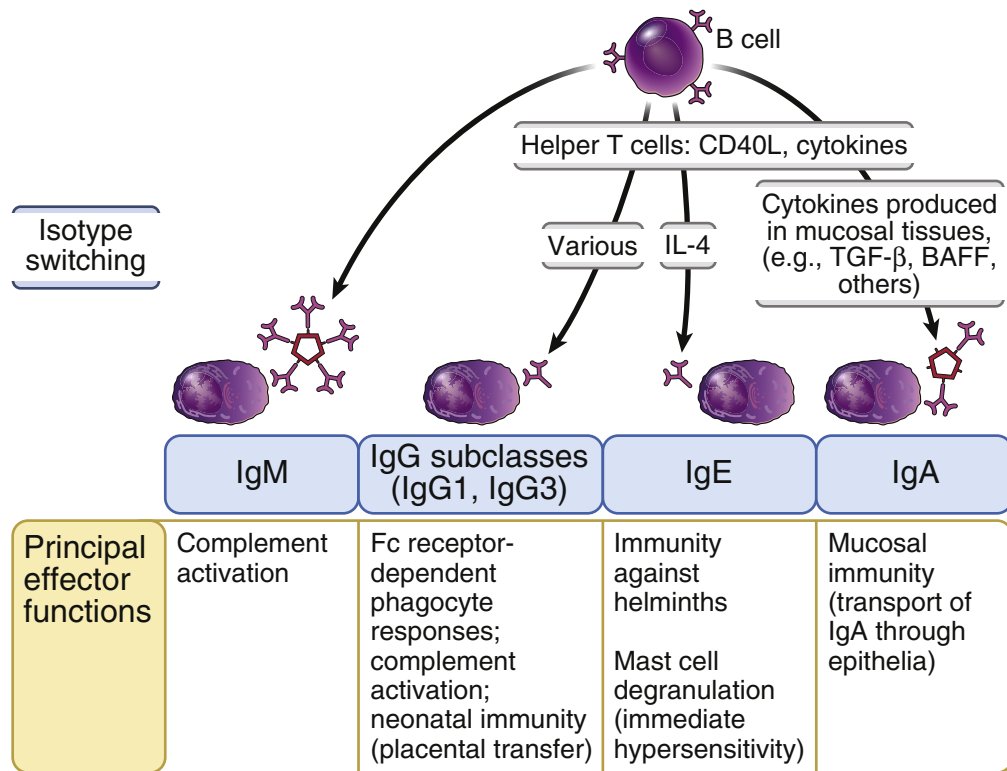 B cell
Helper T cells: CD40L, cytokines
Isotype
switching
Various
IL-4
Cytokines produced
in mucosal tissues,
(e.g., TGF-β, BAFF,
others)
IgM
IgG subclasses
(IgG1, IgG3)
IgE
IgA
Principal
effector
functions
Complement
activation
Fc receptor-
dependent
phagocyte
responses;
complement
activation;
neonatal immunity
(placental transfer)
Immunity
against
helminths
Mast cell
degranulation
(immediate
hypersensitivity)
Mucosal
immunity
(transport of
IgA through
epithelia)